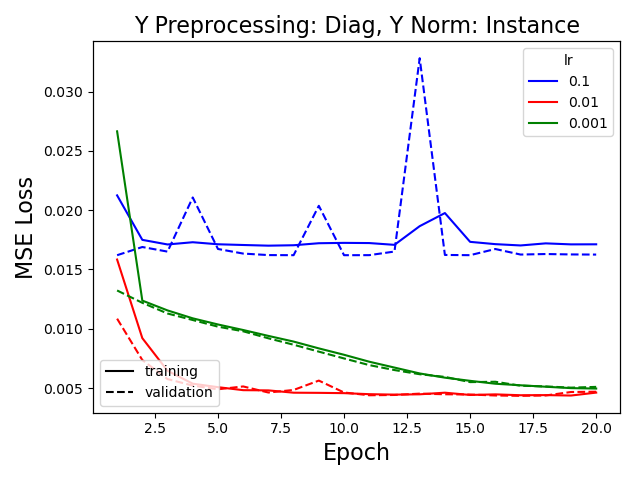 Y Preprocessing: Diag, Y Norm: Instance
MSE Loss
0.030
0.025
0.020
0.015
0.010
0.005
lr
0.1
0.01
0.001
training
validation
2.5
5.0
7.5
10.0
12.5
15.0
17.5
20.0
Epoch